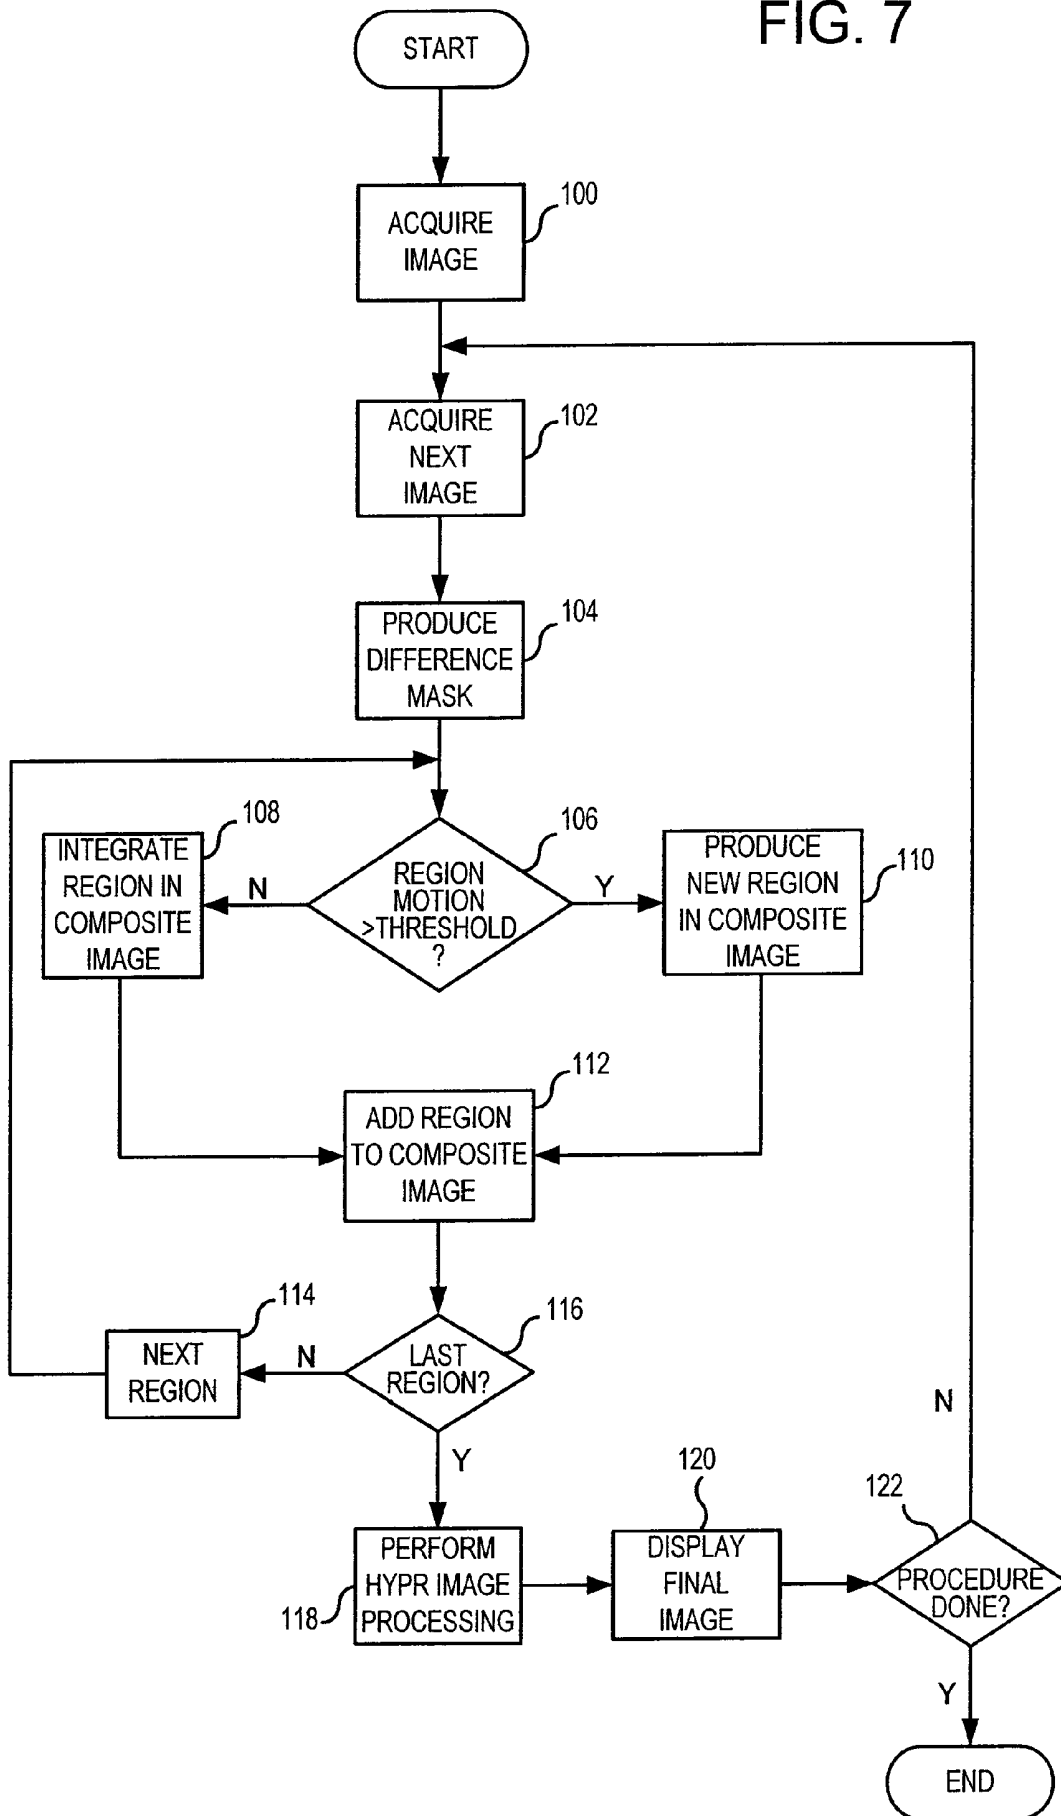 FIG. 7
START
100
ACQUIRE
IMAGE
102
ACQUIRE
NEXT
IMAGE
104
PRODUCE
DIFFERENCE
MASK
108
INTEGRATE
REGION IN
COMPOSITE
IMAGE
N
106
REGION
MOTION
>THRESHOLD
?
Y
110
PRODUCE
NEW REGION
IN COMPOSITE
IMAGE
112
ADD REGION
TO COMPOSITE
IMAGE
114
NEXT
REGION
N
116
LAST
REGION?
Y
118
PERFORM
HYPR IMAGE
PROCESSING
120
DISPLAY
FINAL
IMAGE
N
122
PROCEDURE
DONE?
Y
END